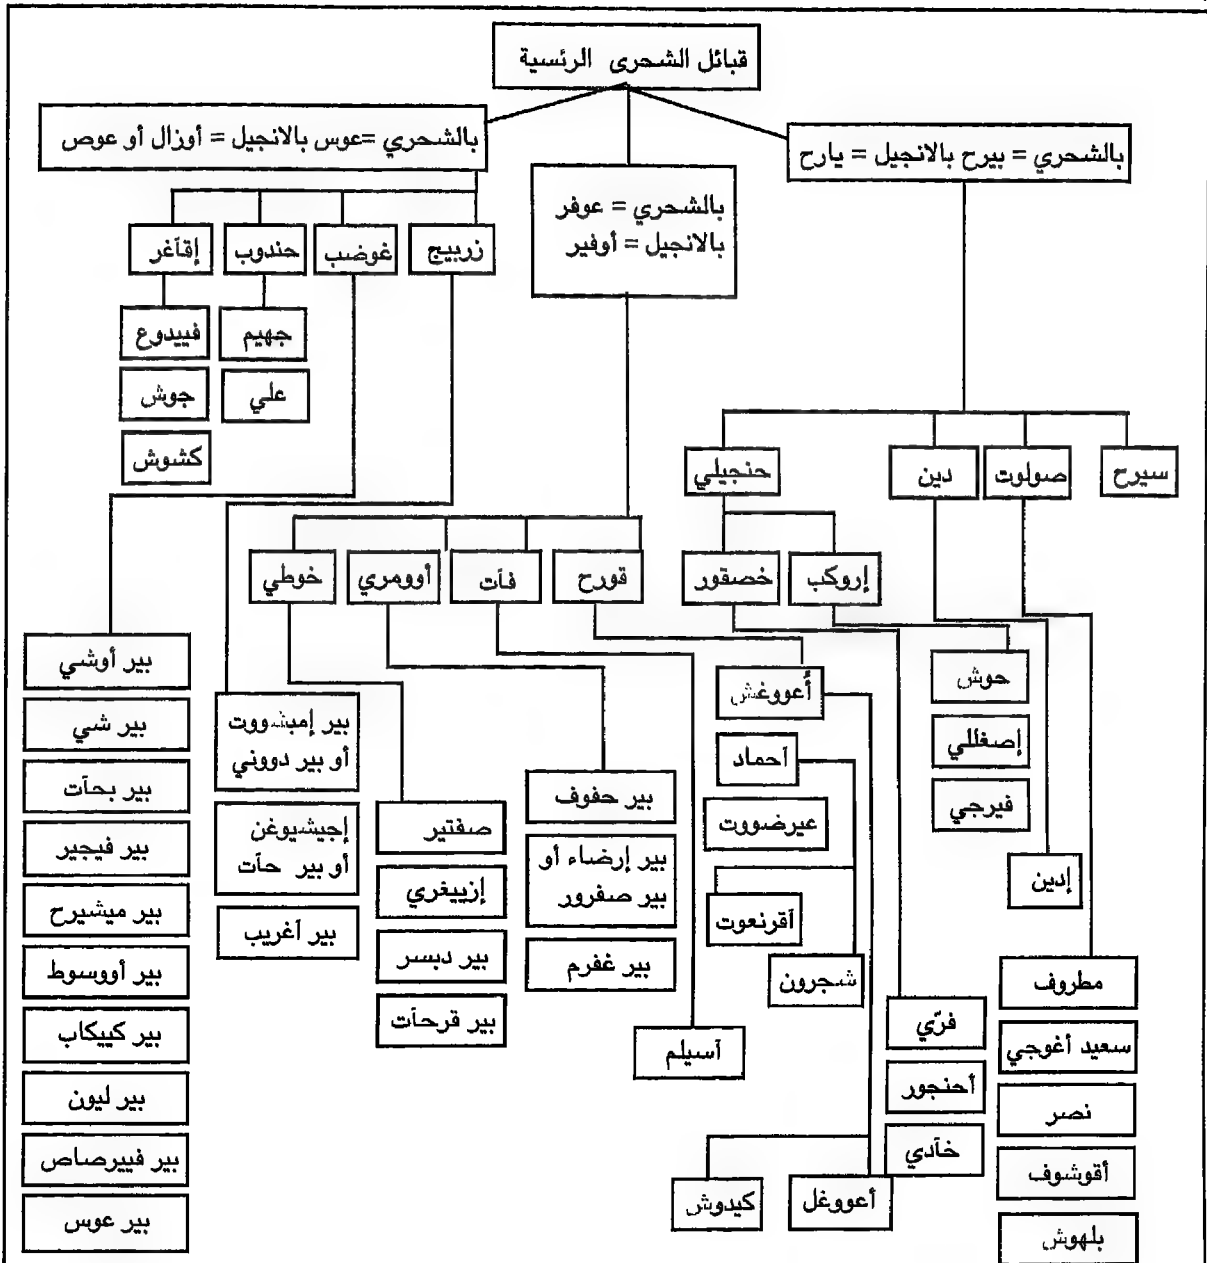 قبائل الشحرى الرئسية
بالشحري = بيرح بالانجيل = يارح
بالشحري = عوفر
بالانجيل = أوفير
بالشحري =عوس بالانجيل = أوزال أو عوص
زربيج
غوضب
حندوب
إقآغر
جهيم
علي
فييدوع
جوش
كشوش
سيرح
صولوت
دين
حنجيلي
إروكب
خصقور
قورح
فآت
أوومري
خوطي
حوش
إصغللي
فيرجي
إدين
مطروف
سعيد أغوجي
نصر
أقوشوف
بلهوش
فرّي
أحنجور
خآدي
أعووغش
آحماد
عيرضووت
آقرنعوت
شجرون
أعووغل
كيدوش
آسيلم
بير حفوف
بير إرضاء أو
بير صفرور
بير غفرم
صفتير
إزييغري
بير دبسر
بير قرحآت
بير إمبشووت
أو بير دووني
إجيشيوغن
أو بير حآت
بير آغريب
بير أوشي
بير شي
بير بحآت
بير فيجير
بير ميشيرح
بير أووسوط
بير كييكاب
بير ليون
بير فييرصاص
بير عوس